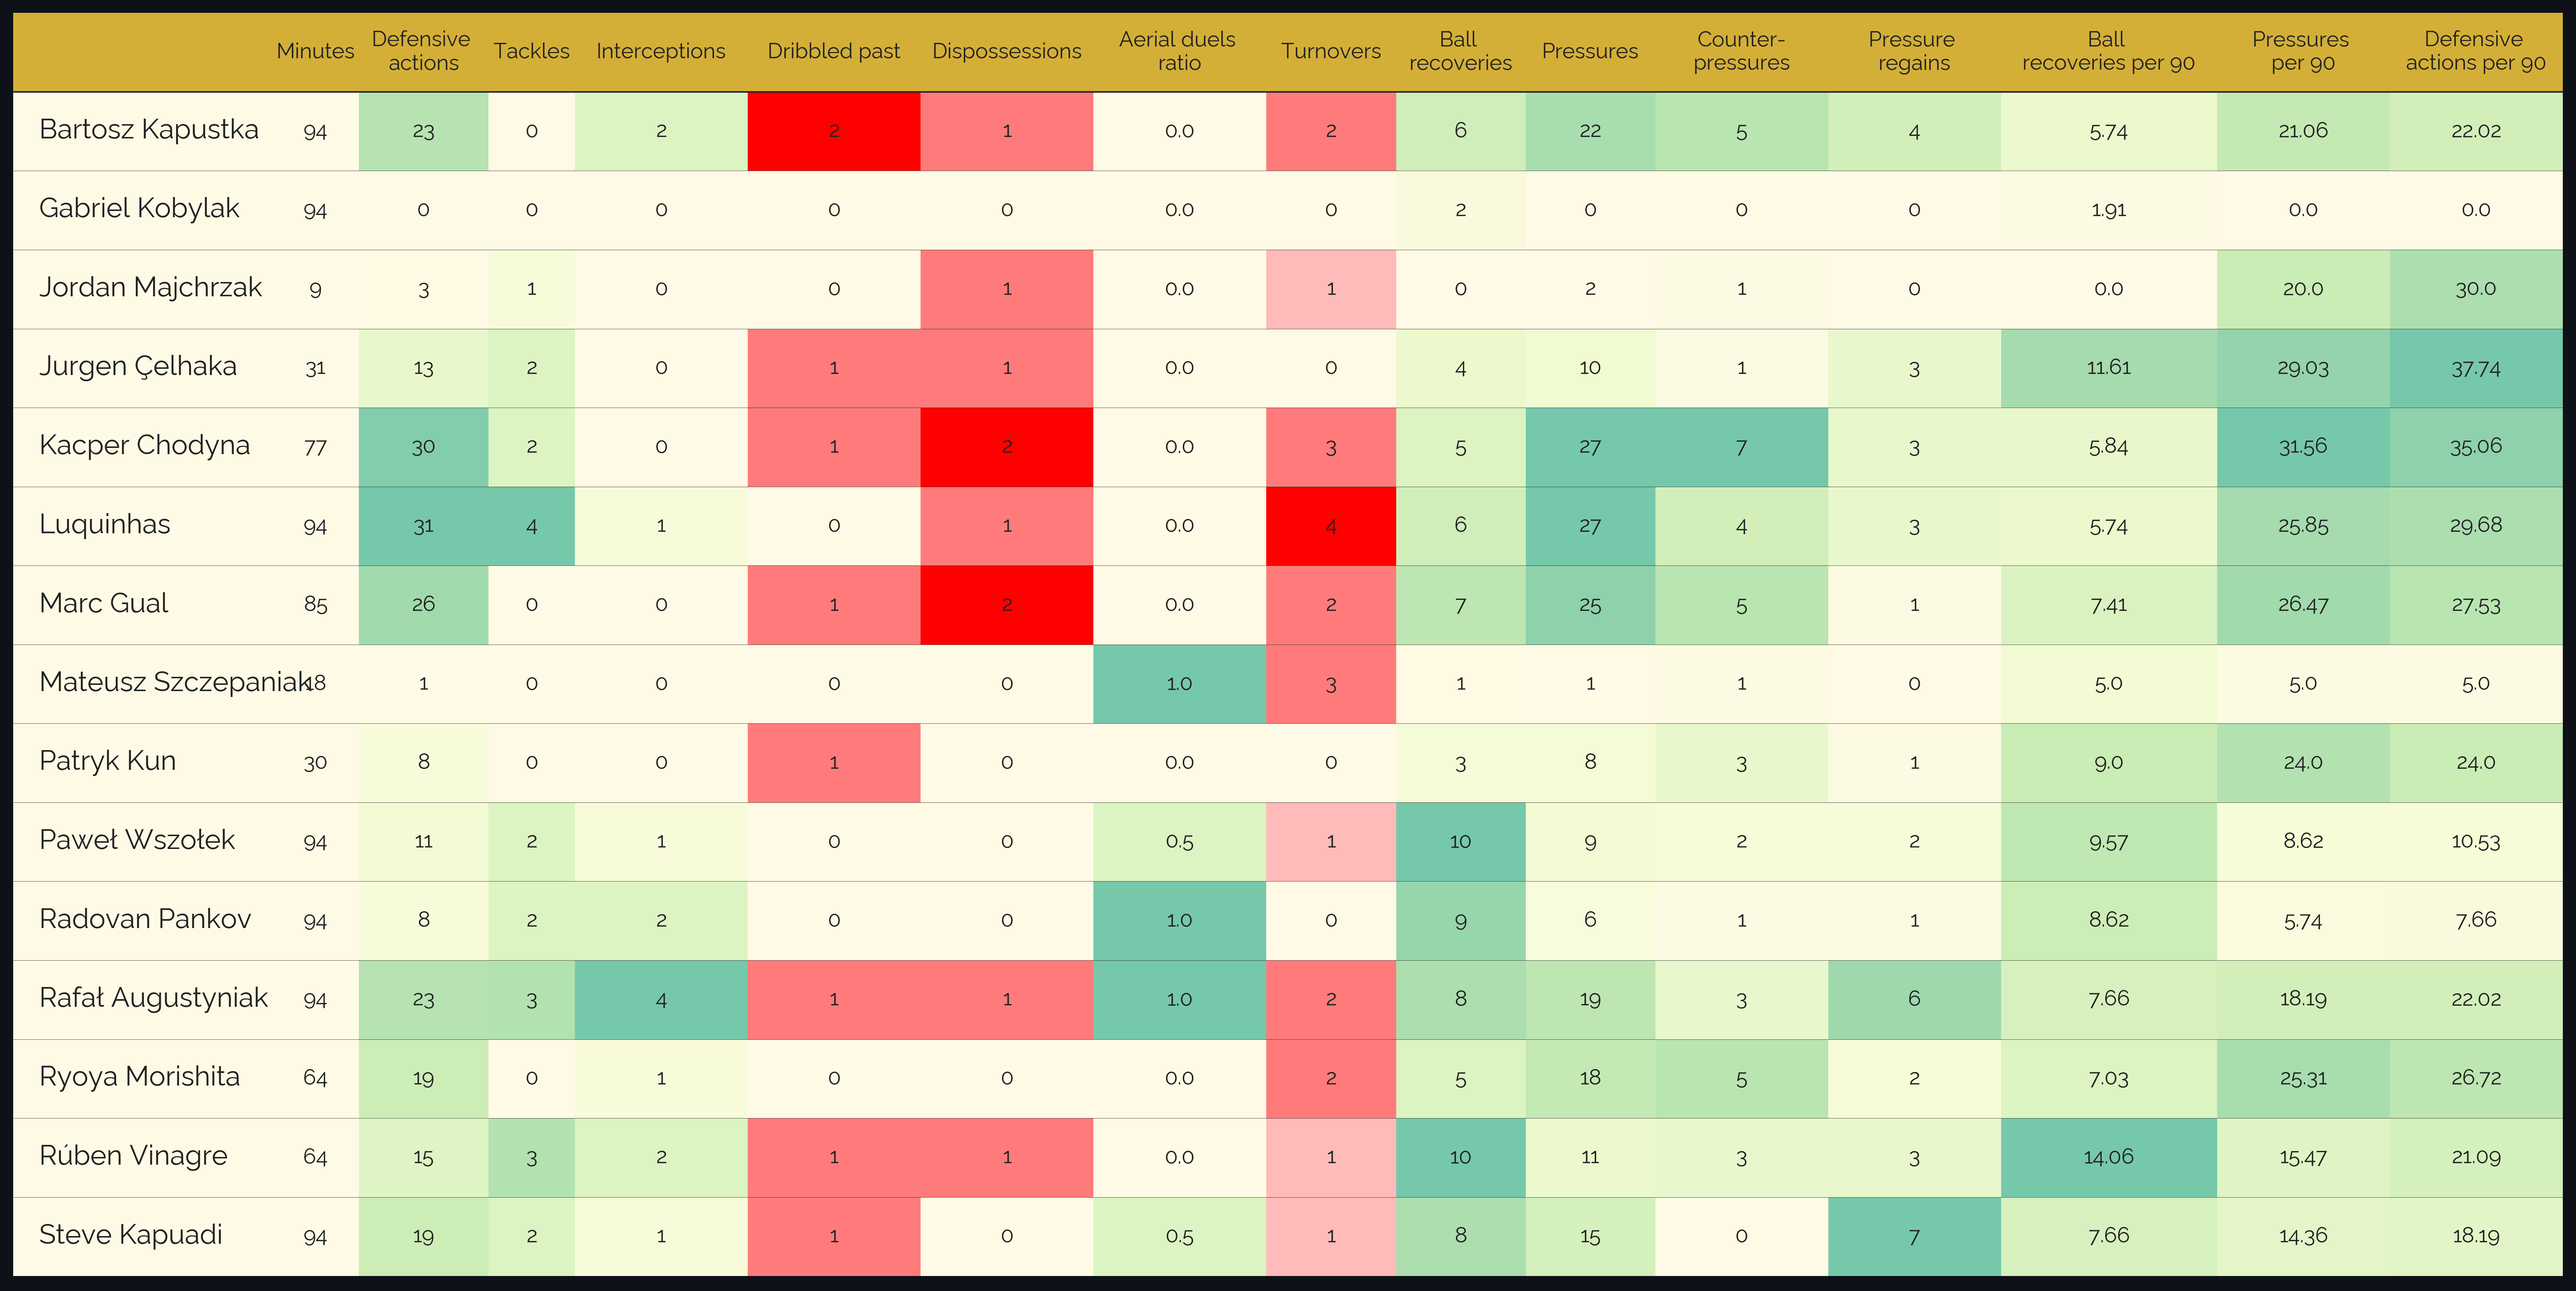 Minutes Defensive actions Tackles Interceptions Dribbled past Dispossessions Aerial duels ratio Turnovers Ball recoveries Pressures Counter-pressures Pressure regains Ball recoveries per 90 Pressures per 90 Defensive actions per 90
Bartosz Kapustka 94 23 0 2 2 1 0.0 2 6 22 5 4 5.74 21.06 22.02
Gabriel Kobylak 94 0 0 0 0 0 0.0 0 2 0 0 0 1.91 0.0 0.0
Jordan Majchrzak 9 3 1 0 0 1 0.0 1 0 2 1 0 0.0 20.0 30.0
Jurgen Çelhaka 31 13 2 0 1 1 0.0 0 4 10 1 3 11.61 29.03 37.74
Kacper Chodyna 77 30 2 0 1 2 0.0 3 5 27 7 3 5.84 31.56 35.06
Luquinhas 94 31 4 1 0 1 0.0 4 6 27 4 3 5.74 25.85 29.68
Marc Gual 85 26 0 0 1 2 0.0 2 7 25 5 1 7.41 26.47 27.53
Mateusz Szczepaniak 18 1 0 0 0 0 1.0 3 1 1 1 0 5.0 5.0 5.0
Patryk Kun 30 8 0 0 1 0 0.0 0 3 8 3 1 9.0 24.0 24.0
Paweł Wszołek 94 11 2 1 0 0 0.5 1 10 9 2 2 9.57 8.62 10.53
Radovan Pankov 94 8 2 2 0 0 1.0 0 9 6 1 1 8.62 5.74 7.66
Rafał Augustyniak 94 23 3 4 1 1 1.0 2 8 19 3 6 7.66 18.19 22.02
Ryoya Morishita 64 19 0 1 0 0 0.0 2 5 18 5 2 7.03 25.31 26.72
Rúben Vinagre 64 15 3 2 1 1 0.0 1 10 11 3 3 14.06 15.47 21.09
Steve Kapuadi 94 19 2 1 1 0 0.5 1 8 15 0 7 7.66 14.36 18.19